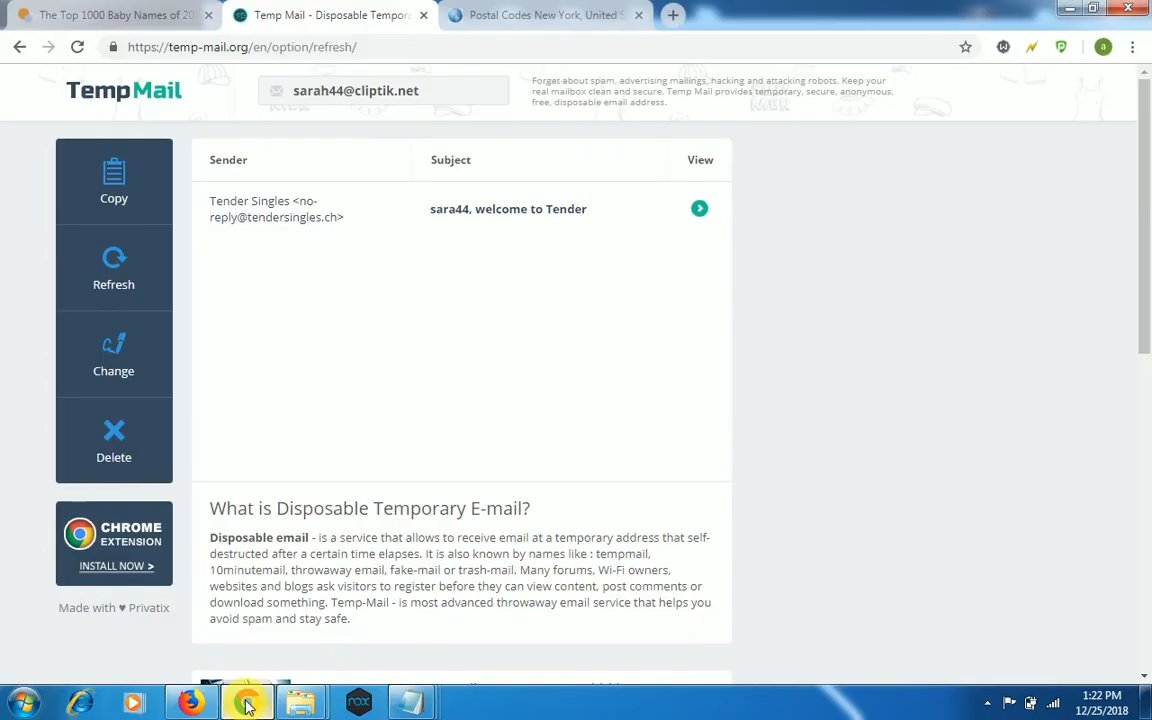 The Top 1000 Baby Names of 20
Temp Mail - Disposable Tempora
Postal Codes New York, United S
https://temp-mail.org/en/option/refresh/
a
TempMail
sarah44@cliptik.net
Forget about spam, advertising mailings, hacking and attacking robots. Keep your
real mailbox clean and secure. Temp Mail provides temporary, secure, anonymous,
free, disposable email address.
Copy
Refresh
Change
Delete
Sender
Subject
View
Tender Singles <no-
reply@tendersingles.ch>
sara44, welcome to Tender
What is Disposable Temporary E-mail?
Disposable email - is a service that allows to receive email at a temporary address that self-
destructed after a certain time elapses. It is also known by names like : tempmail,
10minutemail, throwaway email, fake-mail or trash-mail. Many forums, Wi-Fi owners,
websites and blogs ask visitors to register before they can view content, post comments or
download something. Temp-Mail - is most advanced throwaway email service that helps you
avoid spam and stay safe.
CHROME
EXTENSION
INSTALL NOW >
Made with ♥ Privatix
nox
1:22 PM
12/25/2018